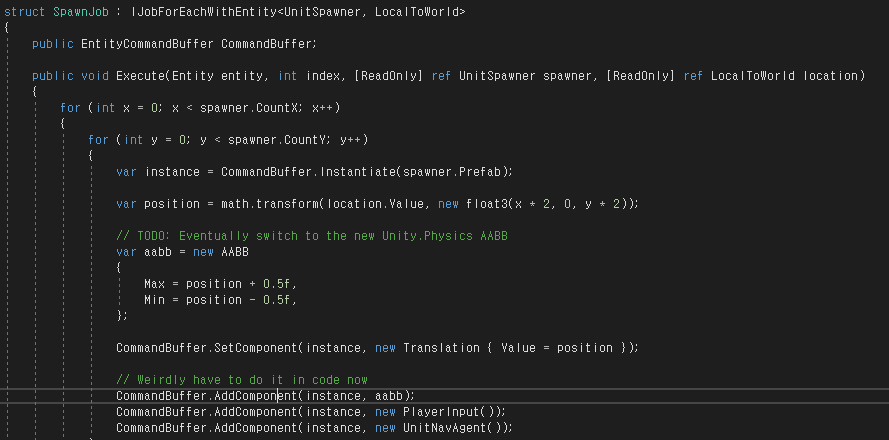 struct SpawnJob : IJobForEachWithEntity<UnitSpawner, LocalToWorld>
{
public EntityCommandBuffer CommandBuffer;
public void Execute(Entity entity, int index, [ReadOnly] ref UnitSpawner spawner, [ReadOnly] ref LocalToWorld location)
{
for (int x = 0; x < spawner.CountX; x++)
{
for (int y = 0; y < spawner.CountY; y++)
{
var instance = CommandBuffer.Instantiate(spawner.Prefab);
var position = math.transform(location.Value, new float3(x * 2, 0, y * 2));
// TODO: Eventually switch to the new Unity.Physics AABB
var aabb = new AABB
{
Max = position + 0.5f,
Min = position - 0.5f,
};
CommandBuffer.SetComponent(instance, new Translation { Value = position });
// Weirdly have to do it in code now
CommandBuffer.AddComponent(instance, aabb);
CommandBuffer.AddComponent(instance, new PlayerInput());
CommandBuffer.AddComponent(instance, new UnitNavAgent());